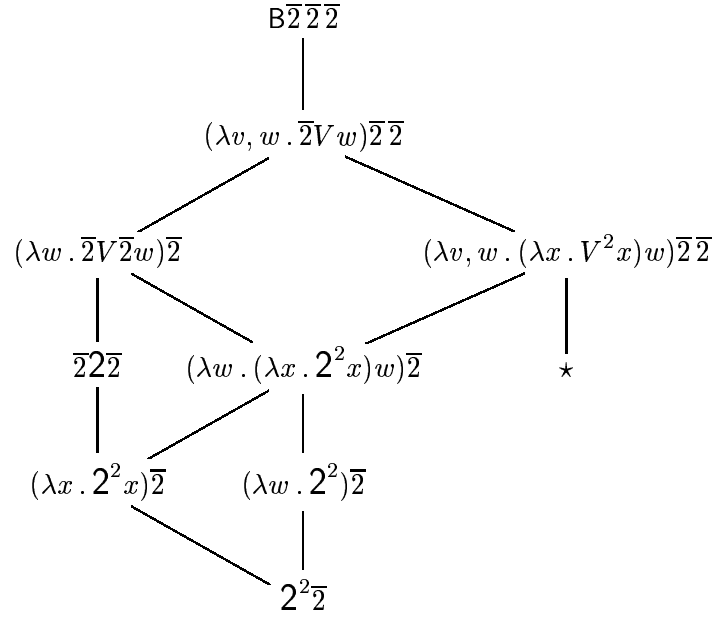 B2̅ 2̅ 2̅
(λv, w . 2̅Vw)2̅ 2̅
(λw . 2̅V2̅w)2̅ (λv, w . (λx . V²x)w)2̅ 2̅
2̅22̅ (λw . (λx . 2²x)w)2̅ ⋆
(λx . 2²x)2̅ (λw . 2²)2̅
2²2̅